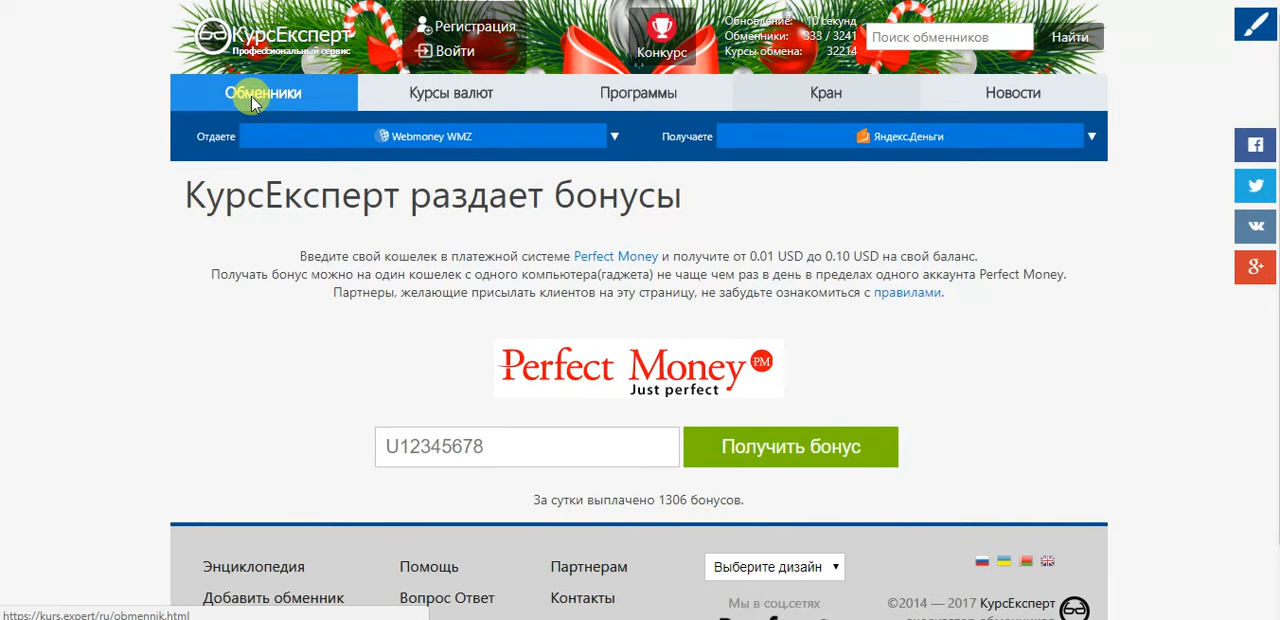 КурсЕксперт
Профессиональный сервис
Регистрация
Войти
Конкурс
Обновление: 10 секунд
Обменники: 333 / 3241
Курсы обмена: 32214
Поиск обменников
Найти
Обменники
Курсы валют
Программы
Кран
Новости
Отдаете
Webmoney WMZ
Получаете
Яндекс.Деньги
КурсЕксперт раздает бонусы
Введите свой кошелек в платежной системе Perfect Money и получите от 0.01 USD до 0.10 USD на свой баланс.
Получать бонус можно на один кошелек с одного компьютера(гаджета) не чаще чем раз в день в пределах одного аккаунта Perfect Money.
Партнеры, желающие присылать клиентов на эту страницу, не забудьте ознакомиться с правилами.
Perfect Money PM
Just perfect
U12345678
Получить бонус
За сутки выплачено 1306 бонусов.
Энциклопедия
Помощь
Партнерам
Выберите дизайн
Добавить обменник
Вопрос Ответ
Контакты
Мы в соц.сетях
©2014 — 2017 КурсЕксперт
https://kurs.expert/ru/obmennik.html